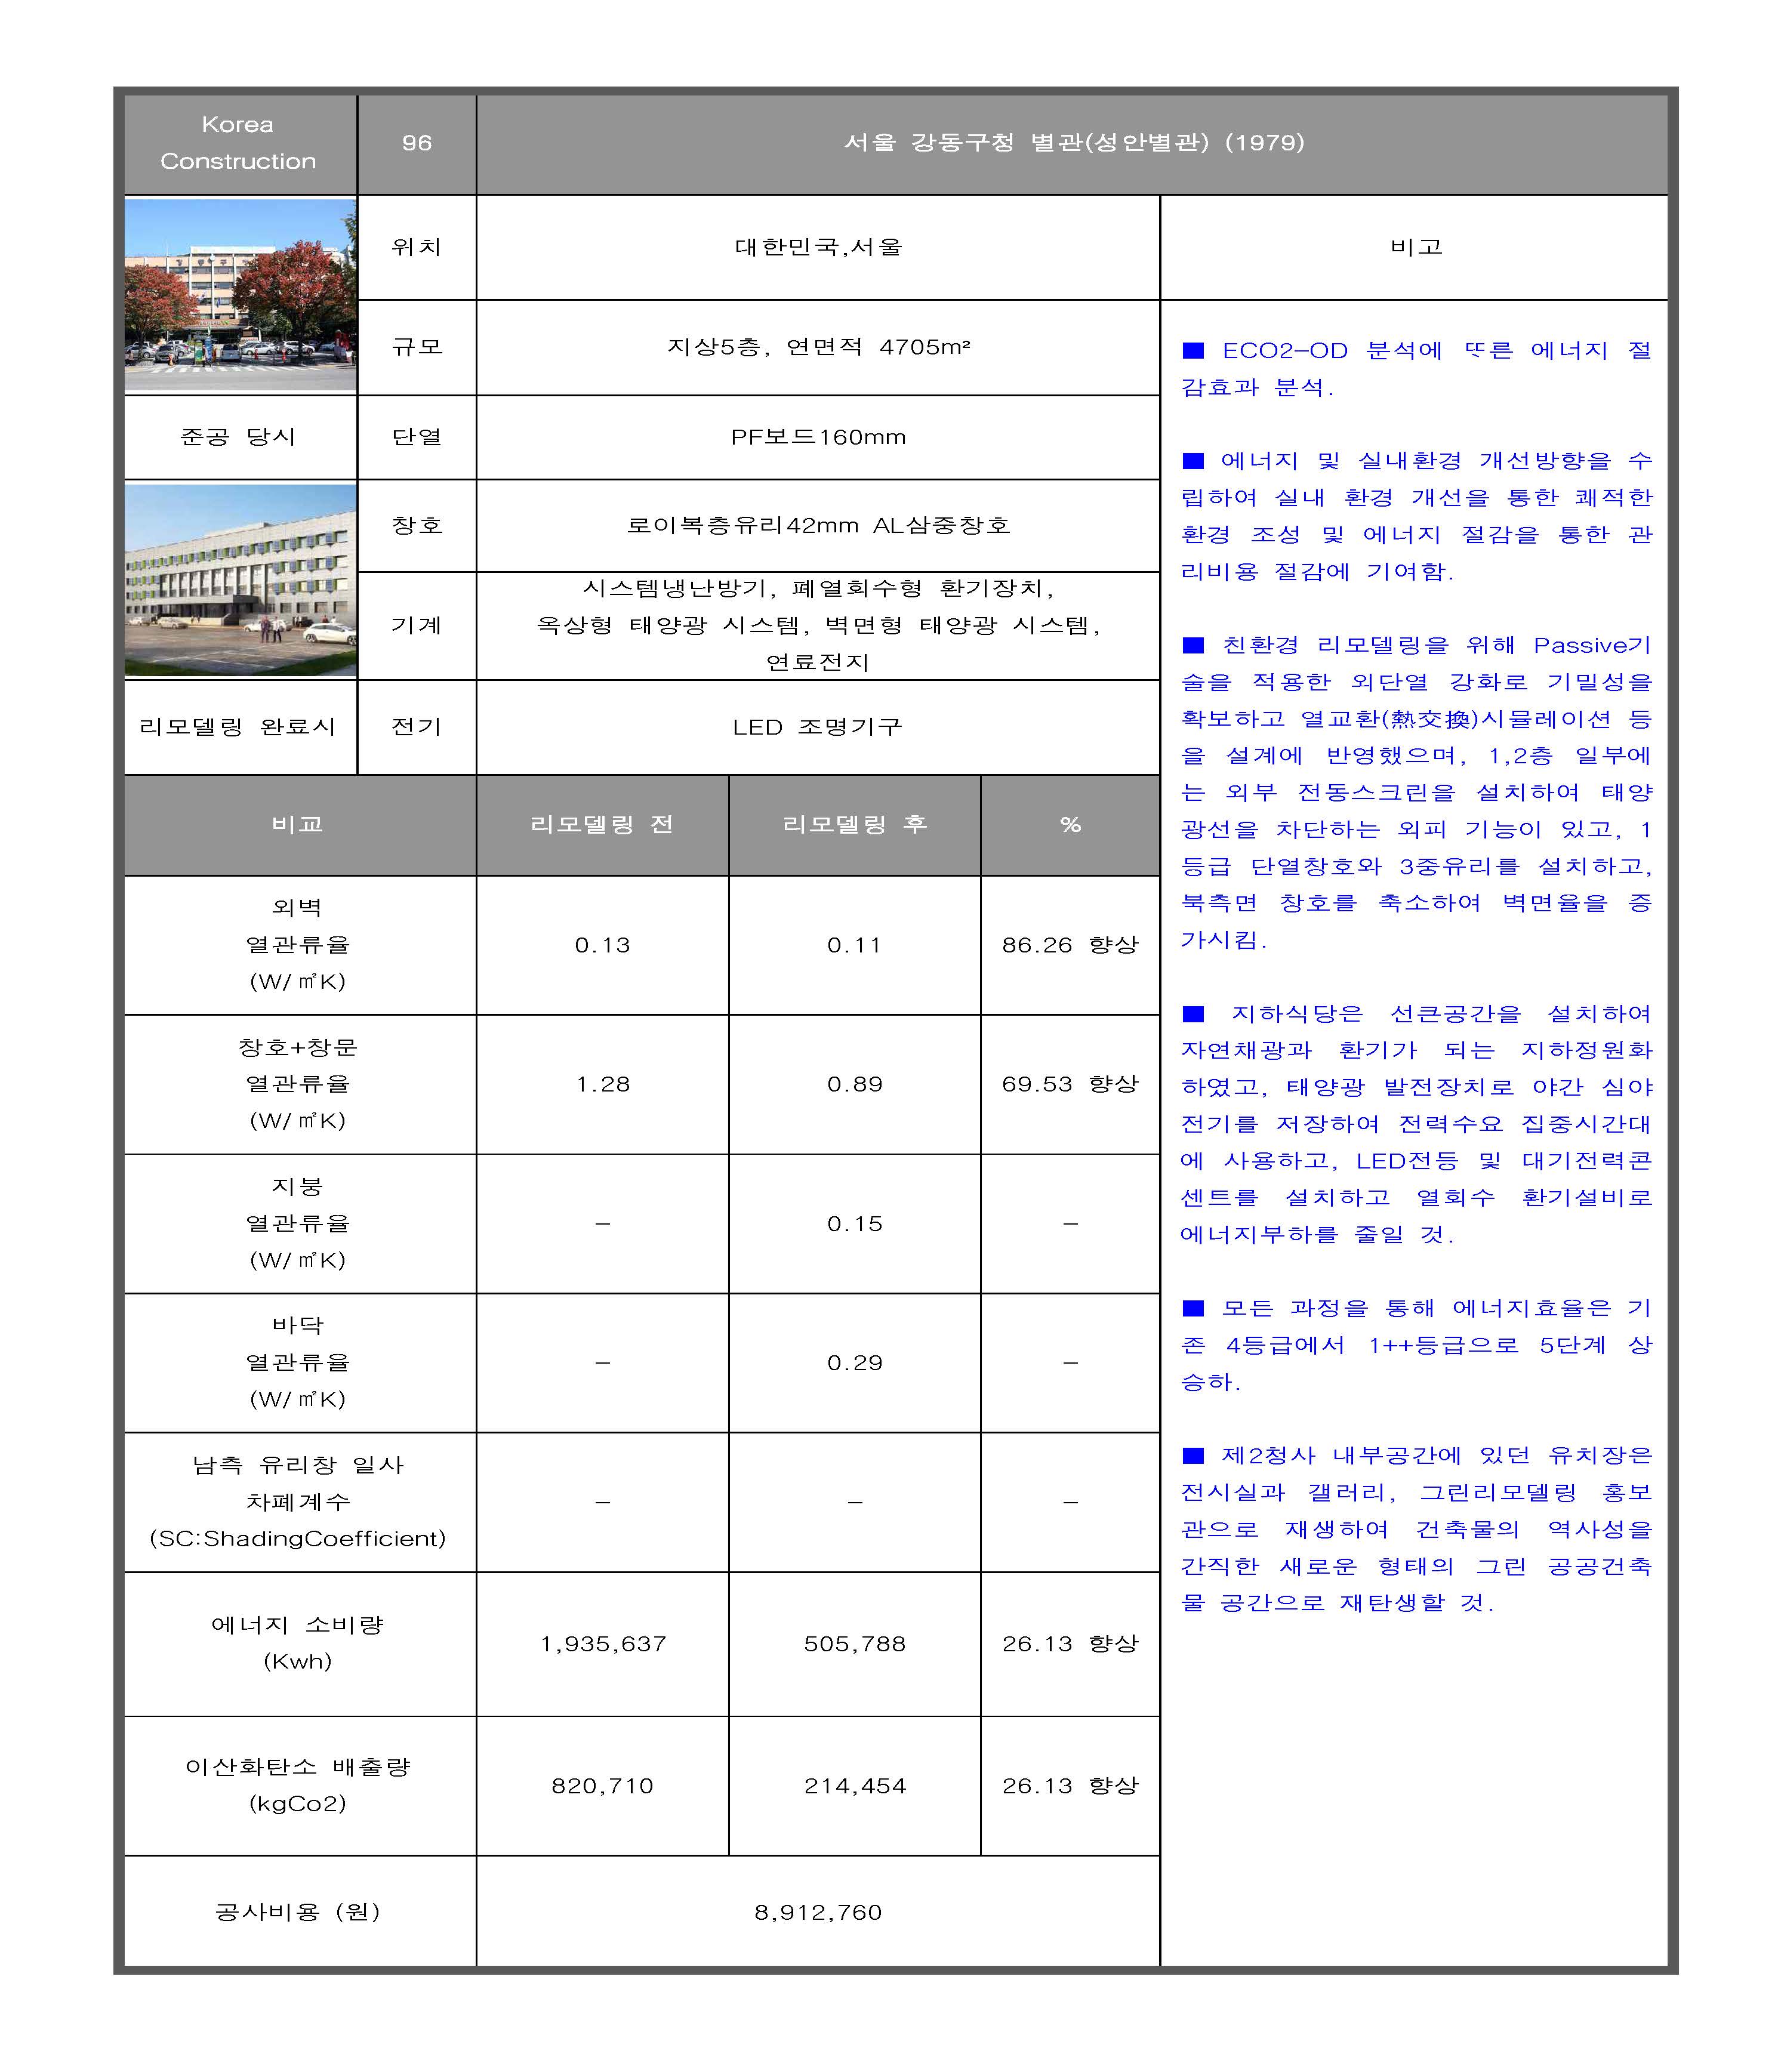 Korea
Construction
96
서울 강동구청 별관(성안별관) (1979)
위치
대한민국,서울
비고
규모
지상5층, 연면적 4705m²
준공 당시
단열
PF보드160mm
창호
로이복층유리42mm AL삼중창호
기계
시스템냉난방기, 폐열회수형 환기장치,
옥상형 태양광 시스템, 벽면형 태양광 시스템,
연료전지
리모델링 완료시
전기
LED 조명기구
■ ECO2-OD 분석에 뜨른 에너지 절
감효과 분석.
■ 에너지 및 실내환경 개선방향을 수
립하여 실내 환경 개선을 통한 쾌적한
환경 조성 및 에너지 절감을 통한 관
리비용 절감에 기여함.
■ 친환경 리모델링을 위해 Passive기
술을 적용한 외단열 강화로 기밀성을
확보하고 열교환(熱交換)시뮬레이션 등
을 설계에 반영했으며, 1,2층 일부에
는 외부 전동스크린을 설치하여 태양
광선을 차단하는 외피 기능이 있고, 1
등급 단열창호와 3중유리를 설치하고,
북측면 창호를 축소하여 벽면율을 증
가시킴.
■ 지하식당은 선큰공간을 설치하여
자연채광과 환기가 되는 지하정원화
하였고, 태양광 발전장치로 야간 심야
전기를 저장하여 전력수요 집중시간대
에 사용하고, LED전등 및 대기전력콘
센트를 설치하고 열회수 환기설비로
에너지부하를 줄일 것.
■ 모든 과정을 통해 에너지효율은 기
존 4등급에서 1++등급으로 5단계 상
승하.
■ 제2청사 내부공간에 있던 유치장은
전시실과 갤러리, 그린리모델링 홍보
관으로 재생하여 건축물의 역사성을
간직한 새로운 형태의 그린 공공건축
물 공간으로 재탄생할 것.
비교
리모델링 전
리모델링 후
%
외벽
열관류율
(W/㎡K)
0.13
0.11
86.26 향상
창호+창문
열관류율
(W/㎡K)
1.28
0.89
69.53 향상
지붕
열관류율
(W/㎡K)
-
0.15
-
바닥
열관류율
(W/㎡K)
-
0.29
-
남측 유리창 일사
차폐계수
(SC:ShadingCoefficient)
-
-
-
에너지 소비량
(Kwh)
1,935,637
505,788
26.13 향상
이산화탄소 배출량
(kgCo2)
820,710
214,454
26.13 향상
공사비용 (원)
8,912,760